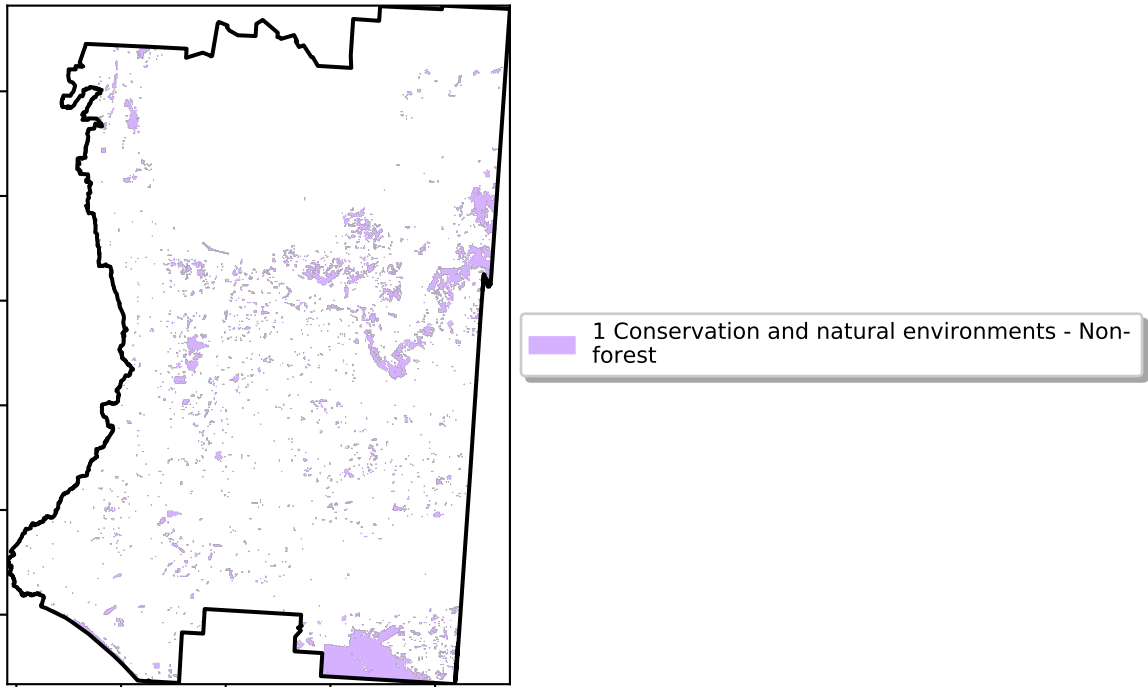 1 Conservation and natural environments - Non-
forest